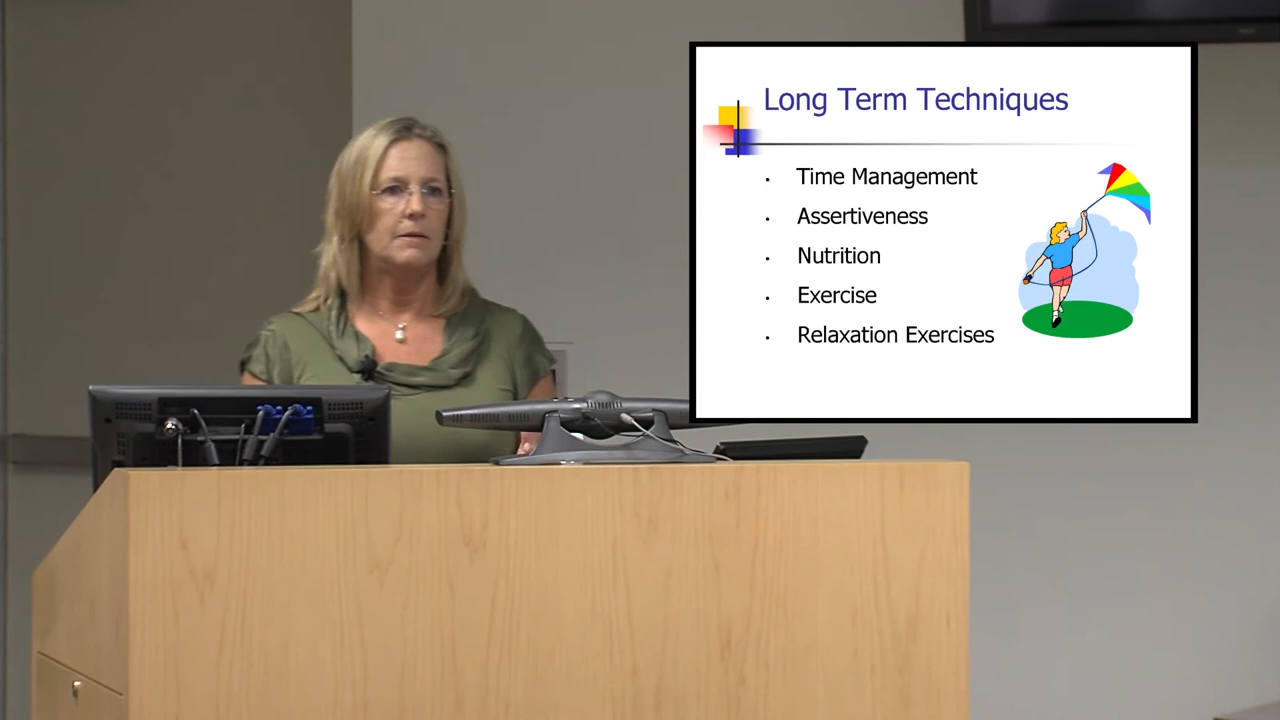 Long Term Techniques
• Time Management
• Assertiveness
• Nutrition
• Exercise
• Relaxation Exercises